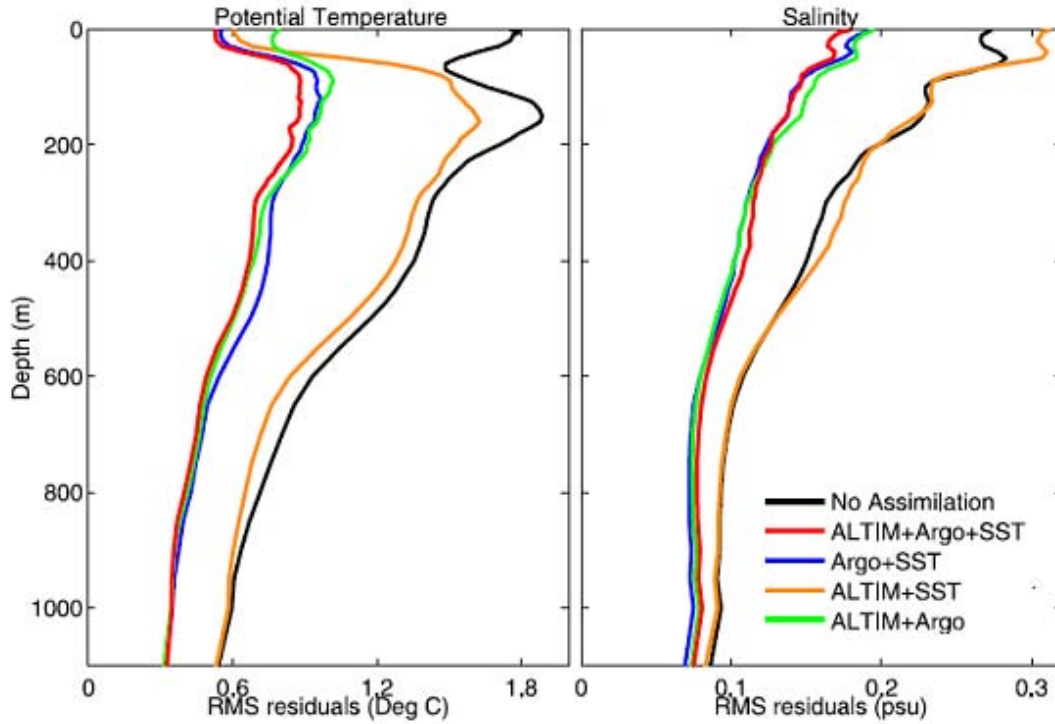 Potential Temperature
Salinity
Depth (m)
0
200
400
600
800
1000
0
0.6
1.2
1.8
RMS residuals (Deg C)
0
0.1
0.2
0.3
RMS residuals (psu)
No Assimilation
ALTIM+Argo+SST
Argo+SST
ALTIM+SST
ALTIM+Argo